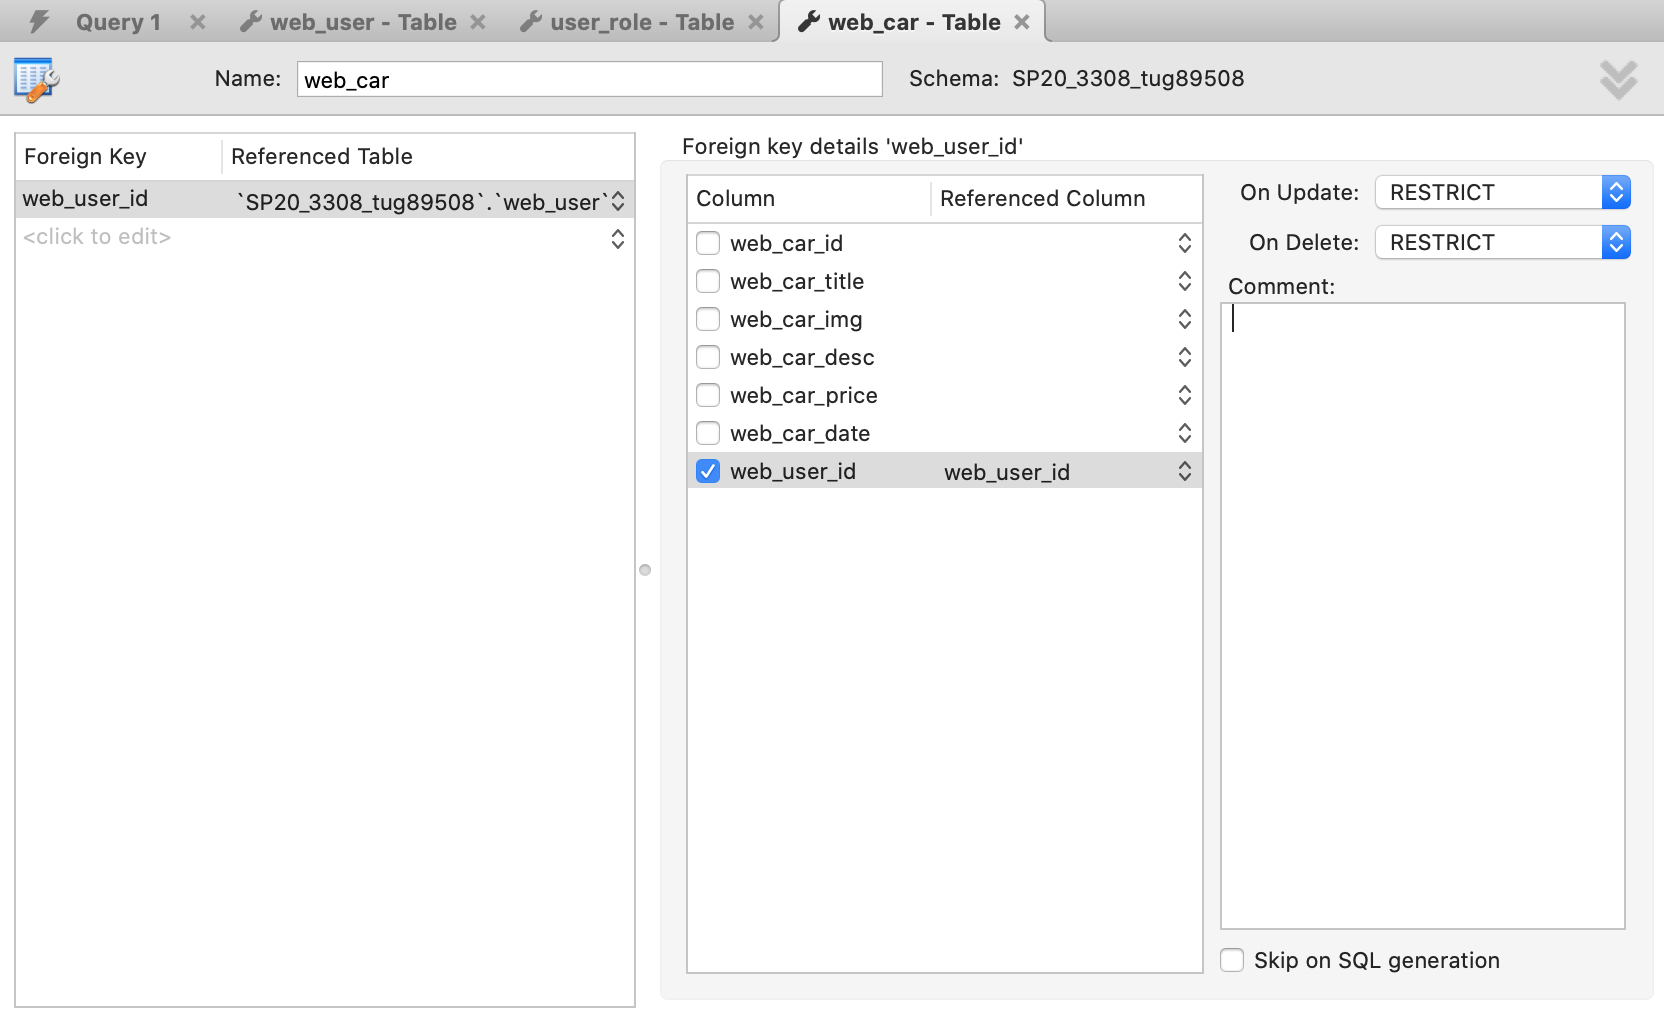 Query 1
web_user - Table
user_role - Table
web_car - Table
Name: web_car
Schema: SP20_3308_tug89508
Foreign Key Referenced Table
web_user_id `SP20_3308_tug89508`.`web_user`
<click to edit>
Foreign key details 'web_user_id'
Column Referenced Column
web_car_id
web_car_title
web_car_img
web_car_desc
web_car_price
web_car_date
web_user_id web_user_id
On Update: RESTRICT
On Delete: RESTRICT
Comment:
Skip on SQL generation